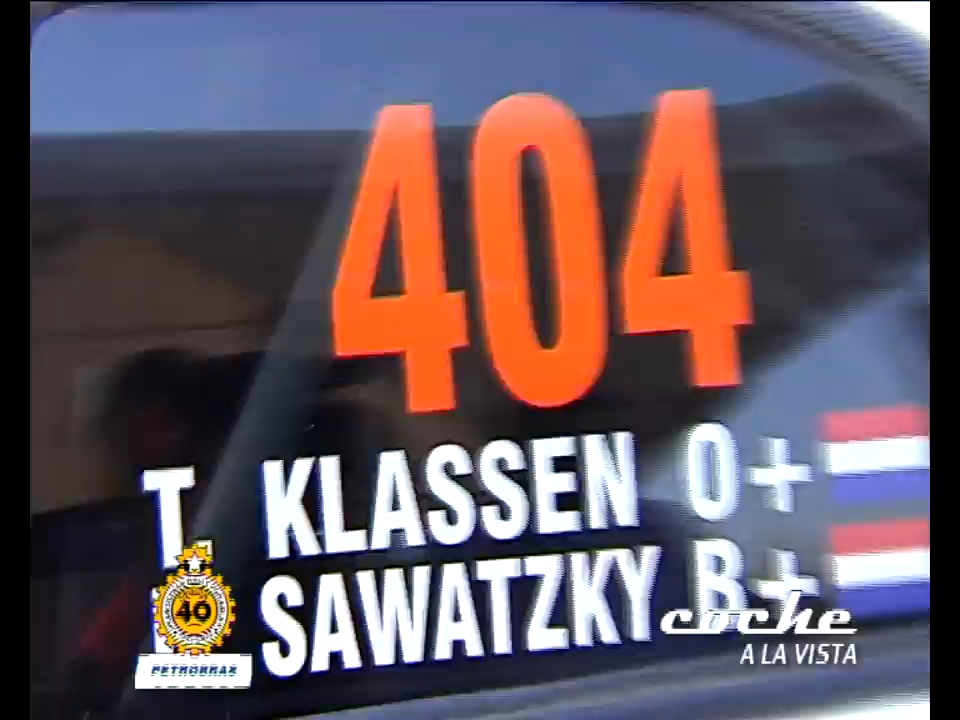 404
T. KLASSEN O+
SAWATZKY B+
40
PETROBRAS
coche
A LA VISTA